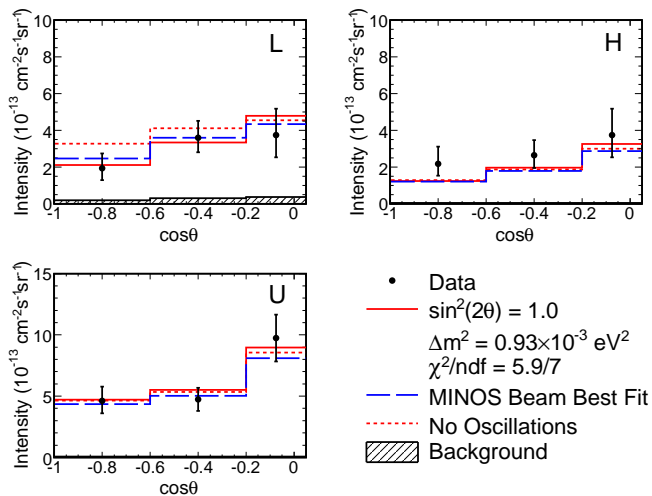 L
Intensity (10⁻¹³ cm⁻²s⁻¹sr⁻¹)
10
8
6
4
2
0
-1 -0.8 -0.6 -0.4 -0.2 0
cosθ
H
Intensity (10⁻¹³ cm⁻²s⁻¹sr⁻¹)
10
8
6
4
2
0
-1 -0.8 -0.6 -0.4 -0.2 0
cosθ
U
Intensity (10⁻¹³ cm⁻²s⁻¹sr⁻¹)
15
10
5
0
-1 -0.8 -0.6 -0.4 -0.2 0
cosθ
Data
sin²(2θ) = 1.0
Δm² = 0.93×10⁻³ eV²
χ²/ndf = 5.9/7
MINOS Beam Best Fit
No Oscillations
Background